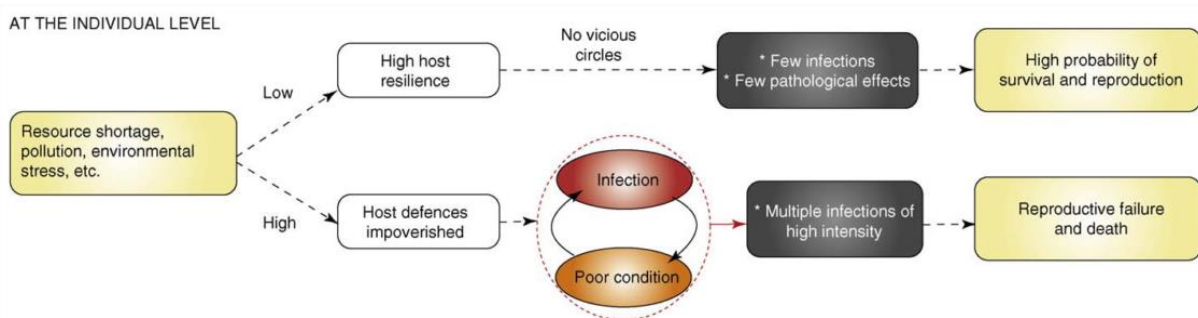 AT THE INDIVIDUAL LEVEL
Resource shortage,
pollution, environmental
stress, etc.
Low
High host
resilience
No vicious
circles
* Few infections
* Few pathological effects
High probability of
survival and reproduction
High
Host defences
impoverished
Infection
Poor condition
* Multiple infections of
high intensity
Reproductive failure
and death